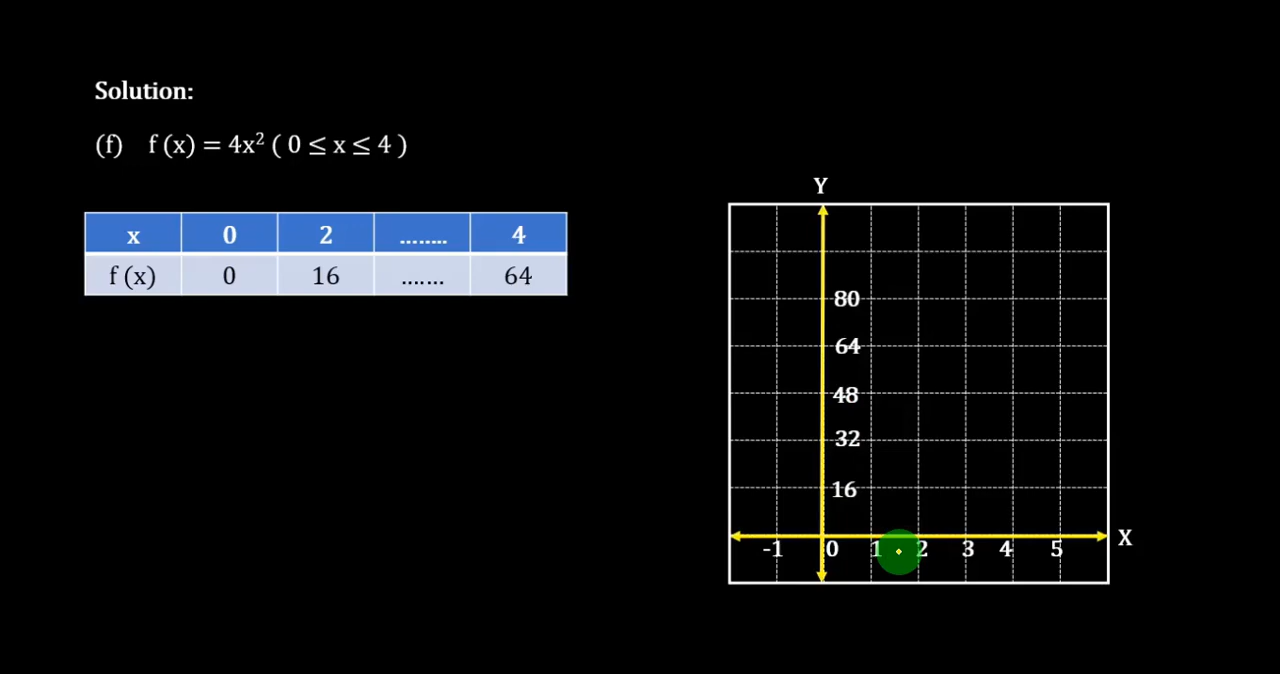 Solution:
(f) f (x) = 4x² ( 0 ≤ x ≤ 4 )
x 0 2 ........ 4
f (x) 0 16 ....... 64
Y
80
64
48
32
16
-1 0 1 2 3 4 5 X